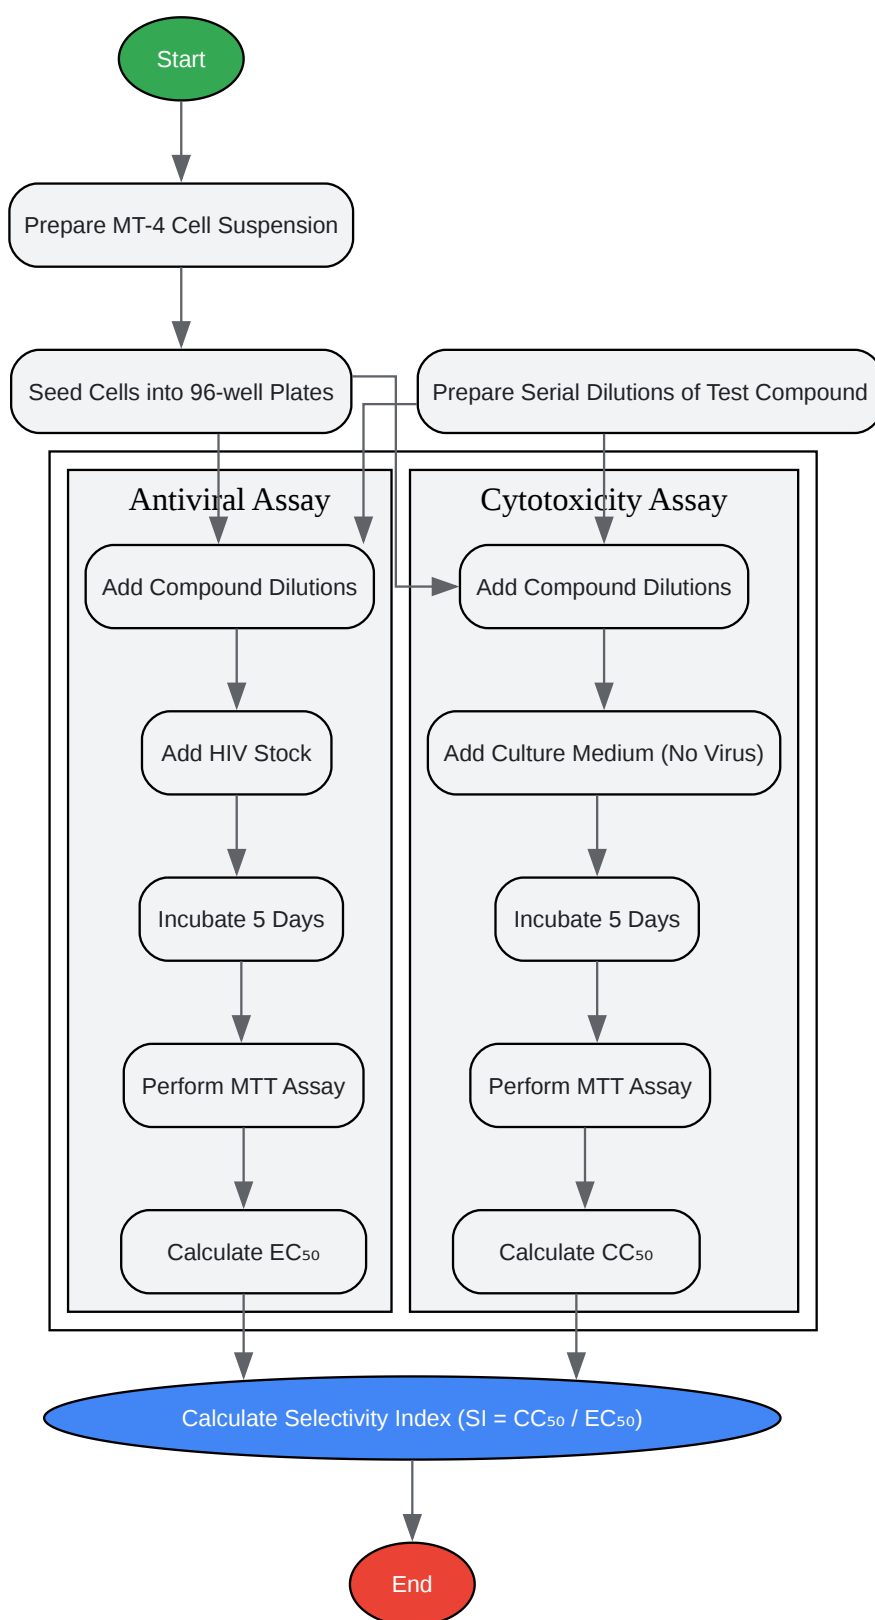 Start
Prepare MT-4 Cell Suspension
Seed Cells into 96-well Plates
Prepare Serial Dilutions of Test Compound
Antiviral Assay
Cytotoxicity Assay
Add Compound Dilutions
Add Compound Dilutions
Add HIV Stock
Add Culture Medium (No Virus)
Incubate 5 Days
Incubate 5 Days
Perform MTT Assay
Perform MTT Assay
Calculate EC₅₀
Calculate CC₅₀
Calculate Selectivity Index (SI = CC₅₀ / EC₅₀)
End